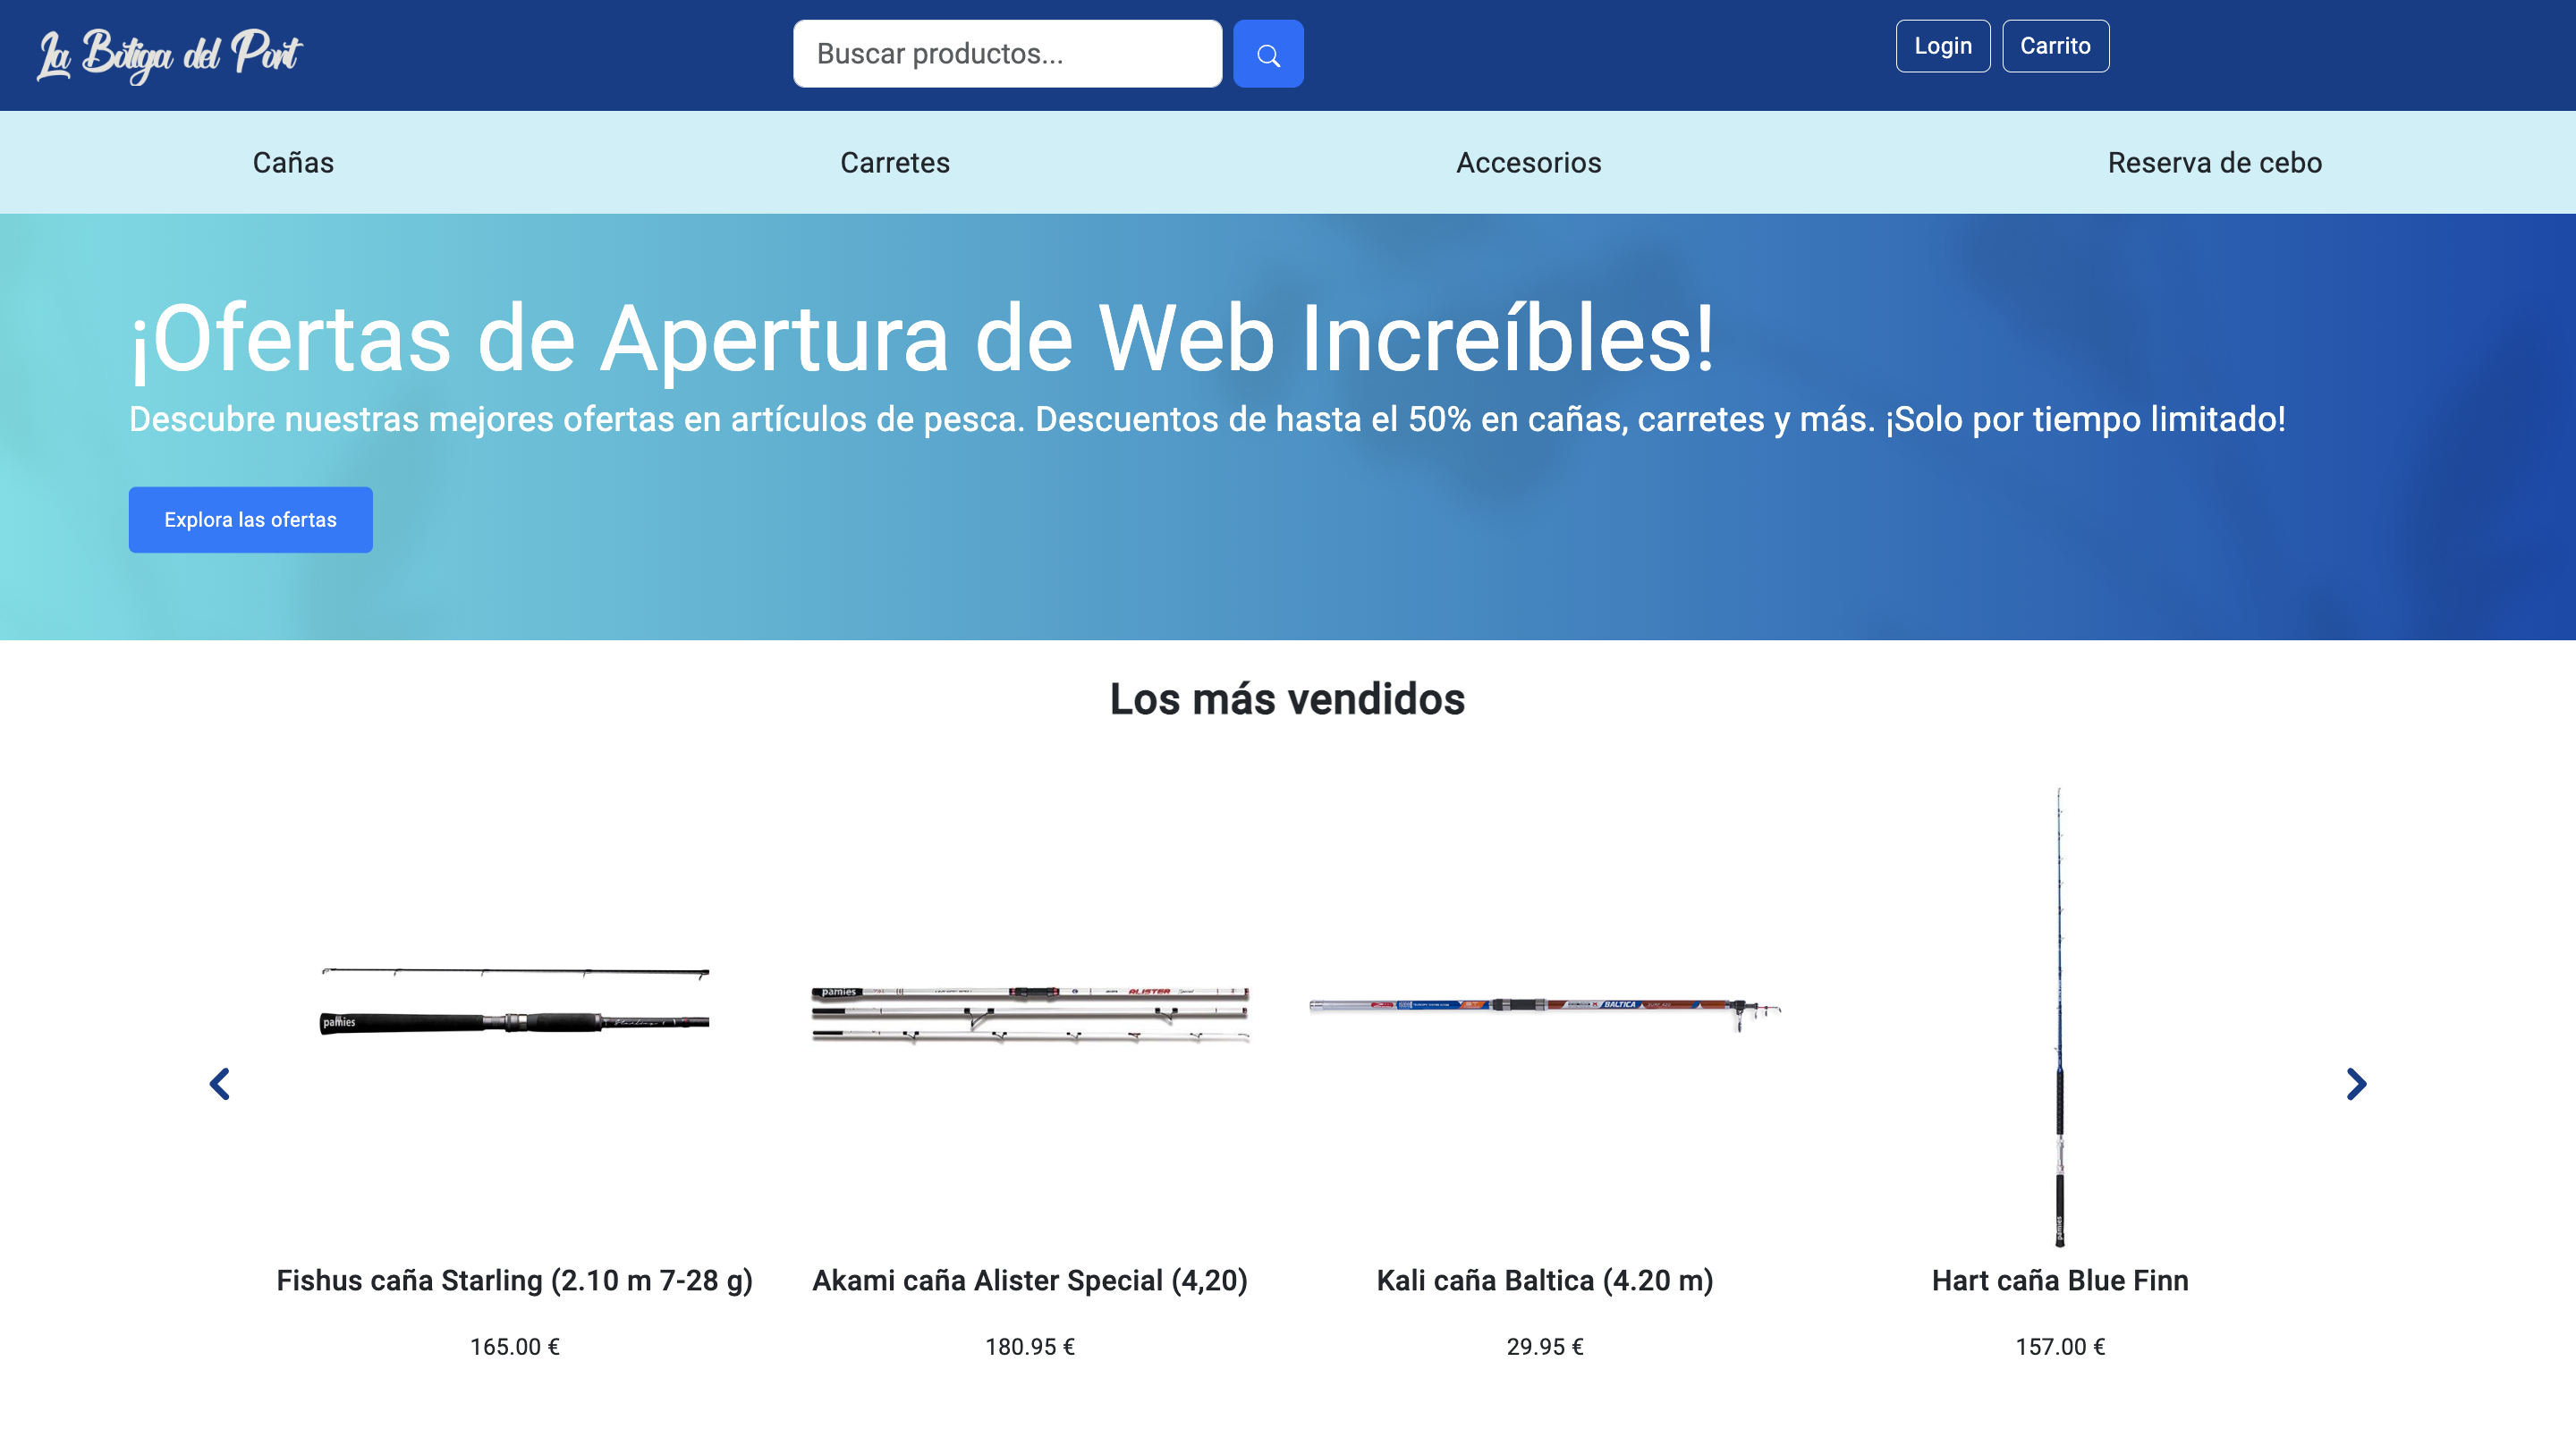 La Botiga del Port
Buscar productos...
Login
Carrito
Cañas
Carretes
Accesorios
Reserva de cebo
¡Ofertas de Apertura de Web Increíbles!
Descubre nuestras mejores ofertas en artículos de pesca. Descuentos de hasta el 50% en cañas, carretes y más. ¡Solo por tiempo limitado!
Explora las ofertas
Los más vendidos
pamies
pamies
ALISTER
BALTICA
Fishus caña Starling (2.10 m 7-28 g)
Akami caña Alister Special (4,20)
Kali caña Baltica (4.20 m)
Hart caña Blue Finn
165.00 €
180.95 €
29.95 €
157.00 €